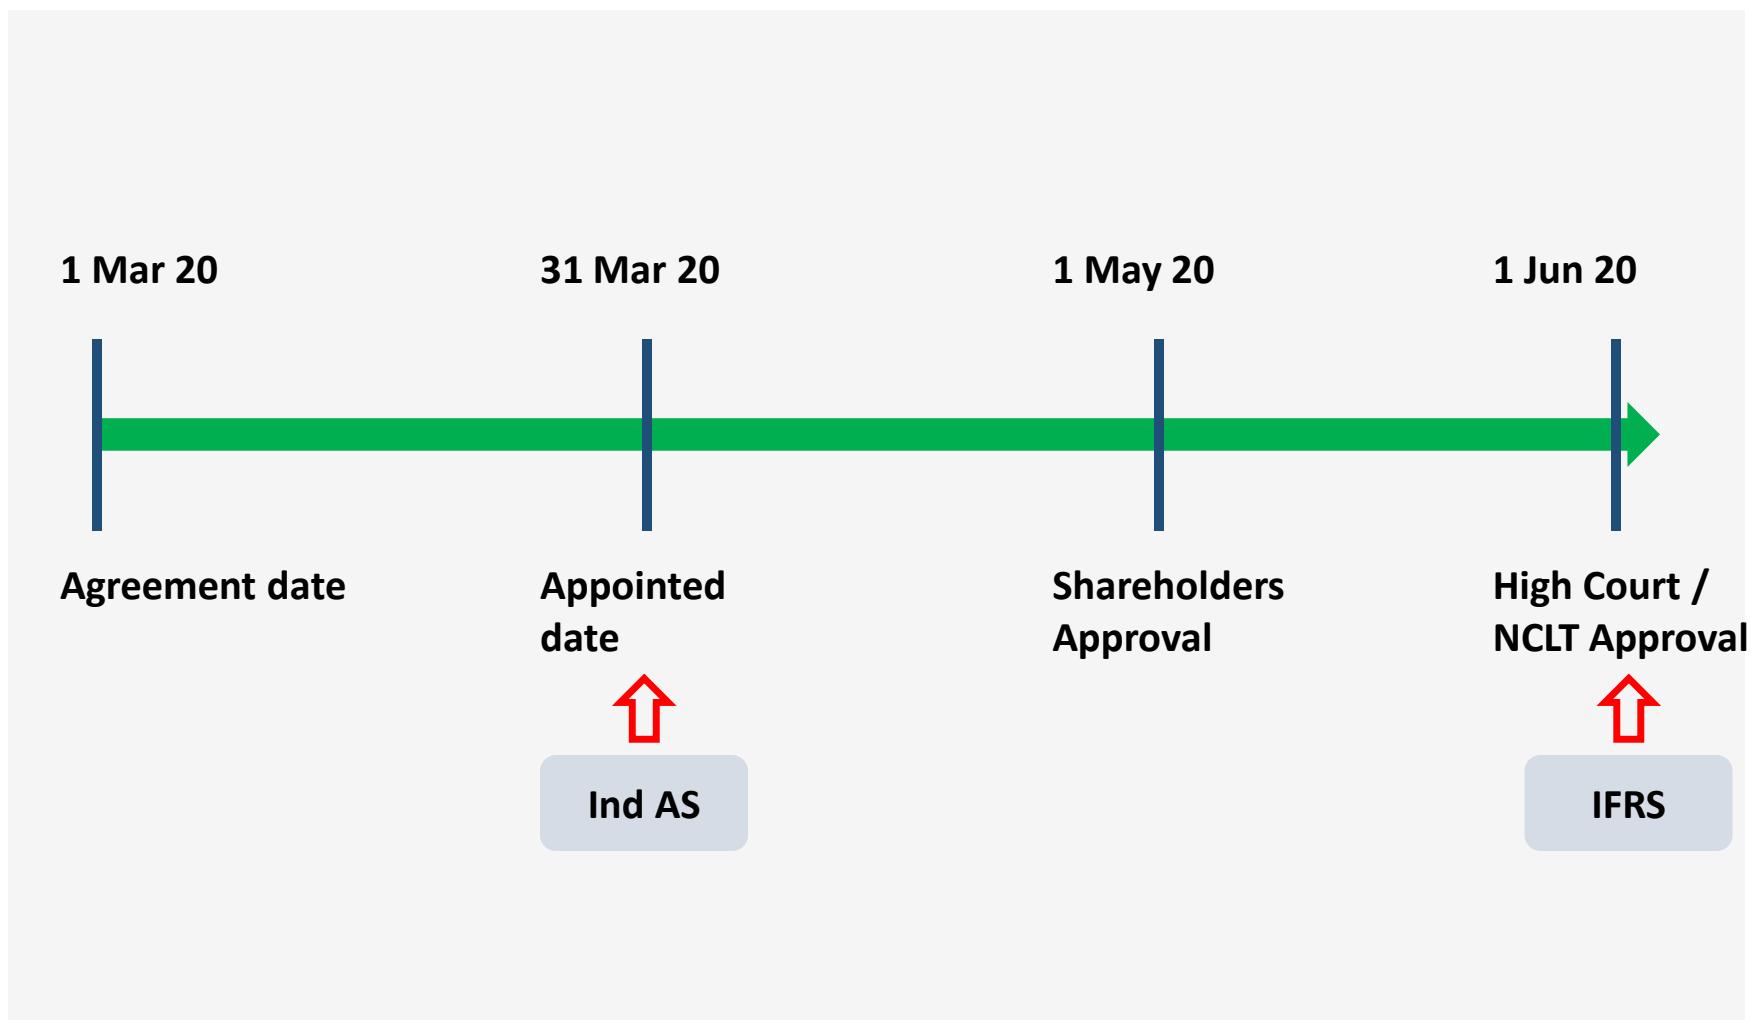 1 Mar 20
31 Mar 20
1 May 20
1 Jun 20
Agreement date
Appointed
date
Shareholders
Approval
High Court /
NCLT Approval
Ind AS
IFRS